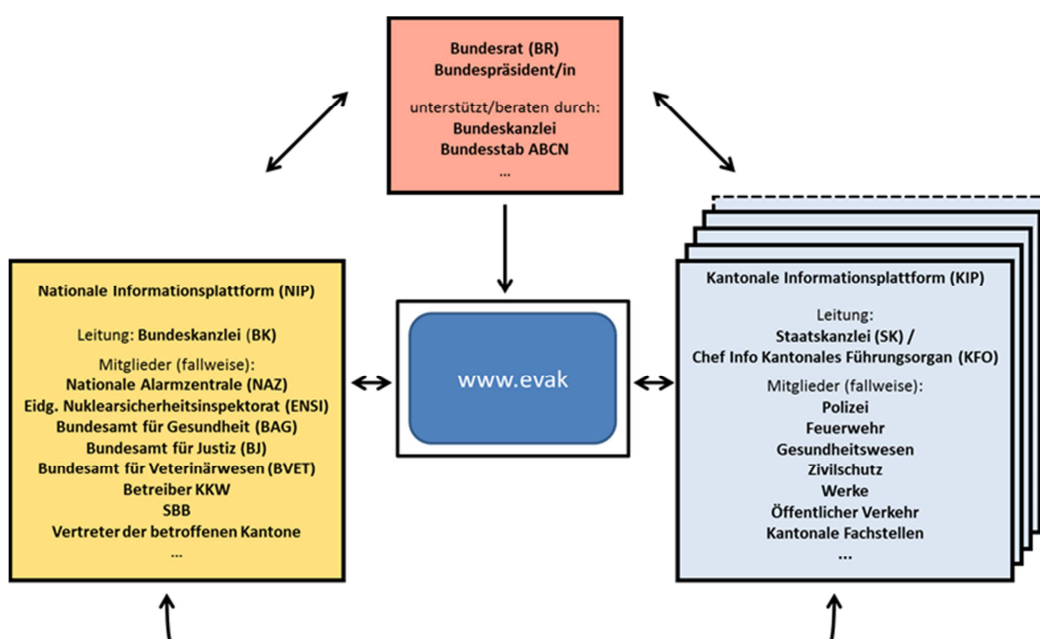 Bundesrat (BR)
Bundespräsident/in
unterstützt/beraten durch:
Bundeskanzlei
Bundesstab ABCN
...
Nationale Informationsplattform (NIP)
Leitung: Bundeskanzlei (BK)
Mitglieder (fallweise):
Nationale Alarmzentrale (NAZ)
Eidg. Nuklearsicherheitsinspektorat (ENSI)
Bundesamt für Gesundheit (BAG)
Bundesamt für Justiz (BJ)
Bundesamt für Veterinärwesen (BVET)
Betreiber KKW
SBB
Vertreter der betroffenen Kantone
...
www.evak
Kantonale Informationsplattform (KIP)
Leitung:
Staatskanzlei (SK) /
Chef Info Kantonales Führungsorgan (KFO)
Mitglieder (fallweise):
Polizei
Feuerwehr
Gesundheitswesen
Zivilschutz
Werke
Öffentlicher Verkehr
Kantonale Fachstellen
...